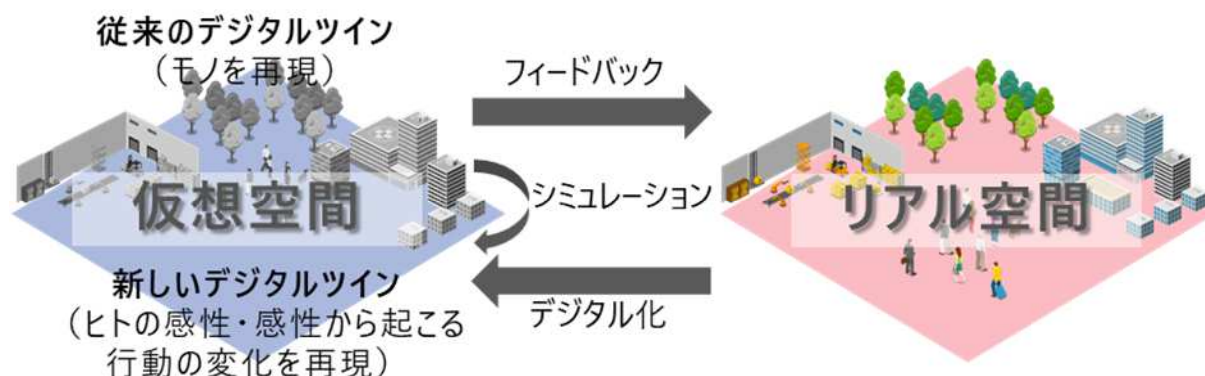 従来のデジタルツイン
（モノを再現）
フィードバック
仮想空間
シミュレーション
リアル空間
新しいデジタルツイン
（ヒトの感性・感性から起こる
行動の変化を再現）
デジタル化